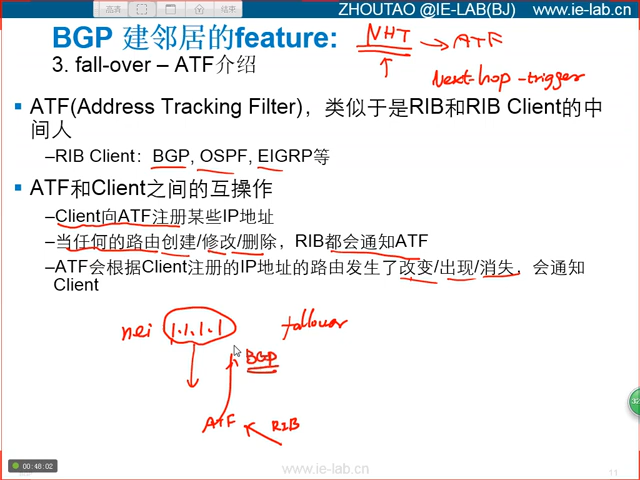 高亮
结束
ZHOUTAO @IE-LAB(BJ) www.ie-lab.cn
BGP 建邻居的feature:
NHT → ATF
3. fall-over – ATF介绍
Next-hop-trigger
ATF(Address Tracking Filter)，类似于是RIB和RIB Client的中
间人
–RIB Client：BGP, OSPF, EIGRP等
ATF和Client之间的互操作
–Client向ATF注册某些IP地址
–当任何的路由创建/修改/删除，RIB都会通知ATF
–ATF会根据Client注册的IP地址的路由发生了改变/出现/消失，会通知
Client
nei 1.1.1.1 fallover
BGP
ATF RIB
00:48:02
www.ie-lab.cn
11